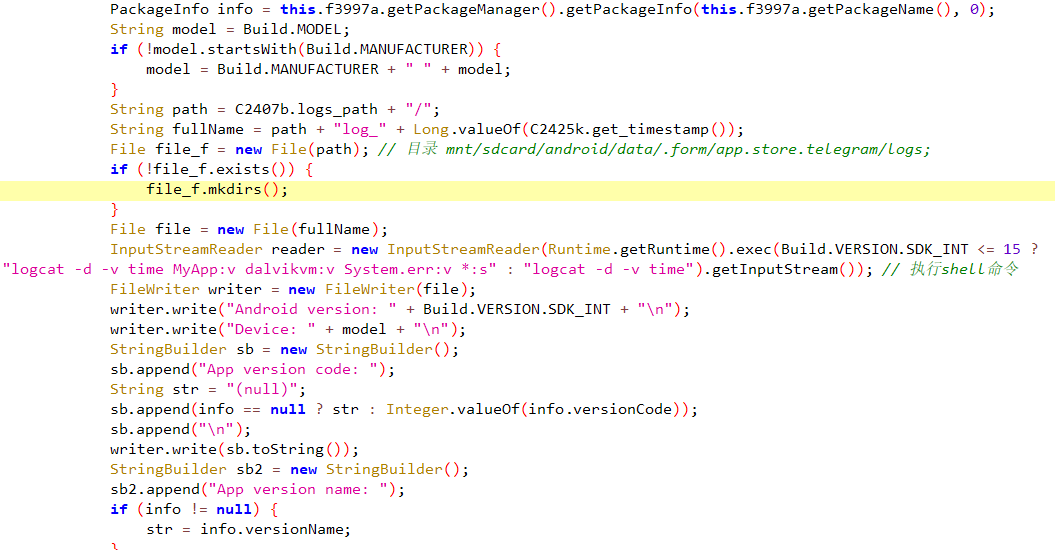 PackageInfo info = this.f3997a.getPackageManager().getPackageInfo(this.f3997a.getPackageName(), 0);
String model = Build.MODEL;
if (!model.startsWith(Build.MANUFACTURER)) {
model = Build.MANUFACTURER + " " + model;
}
String path = C2407b.logs_path + "/";
String fullName = path + "log_" + Long.valueOf(C2425k.get_timestamp());
File file_f = new File(path); // 目录 mnt/sdcard/android/data/.form/app.store.telegram/logs;
if (!file_f.exists()) {
file_f.mkdirs();
}
File file = new File(fullName);
InputStreamReader reader = new InputStreamReader(Runtime.getRuntime().exec(Build.VERSION.SDK_INT <= 15 ?
"logcat -d -v time MyApp:v dalvikvm:v System.err:v *:s" : "logcat -d -v time").getInputStream()); // 执行shell命令
FileWriter writer = new FileWriter(file);
writer.write("Android version: " + Build.VERSION.SDK_INT + "\n");
writer.write("Device: " + model + "\n");
StringBuilder sb = new StringBuilder();
sb.append("App version code: ");
String str = "(null)";
sb.append(info == null ? str : Integer.valueOf(info.versionCode));
sb.append("\n");
writer.write(sb.toString());
StringBuilder sb2 = new StringBuilder();
sb2.append("App version name: ");
if (info != null) {
str = info.versionName;
}